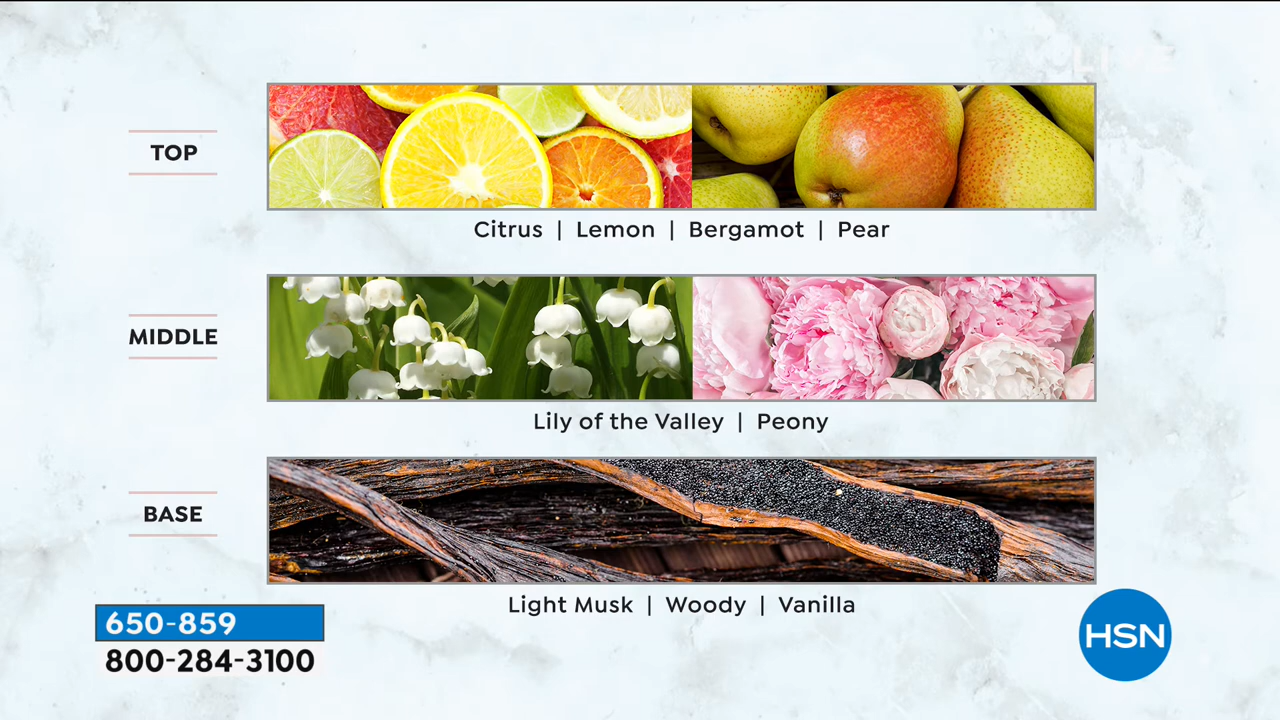 TOP
Citrus | Lemon | Bergamot | Pear
MIDDLE
Lily of the Valley | Peony
BASE
Light Musk | Woody | Vanilla
650-859
800-284-3100
HSN